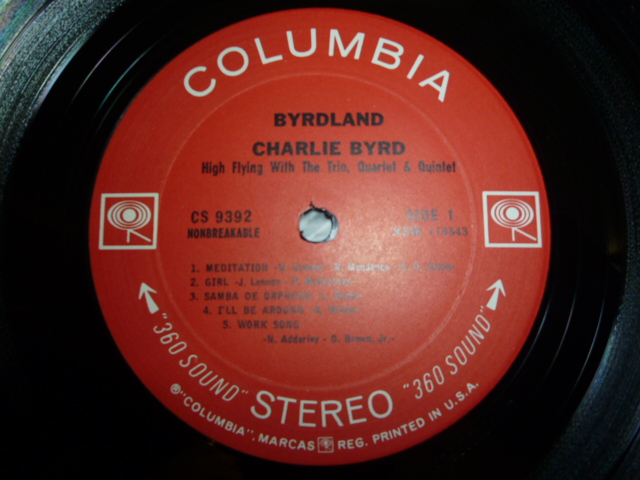 COLUMBIA
BYRDLAND
CHARLIE BYRD
High Flying With The Trio, Quartet & Quintet
CS 9392
NONBREAKABLE
SIDE 1
1. MEDITATION
2. GIRL -J. Lennon
3. SAMBA DE ORPHEUS
4. I'LL BE AROUND
5. WORK SONG
-N. Adderley - O. Brown, Jr.-
"360 SOUND" STEREO "360 SOUND"
® "COLUMBIA", MARCAS REG. PRINTED IN U.S.A.